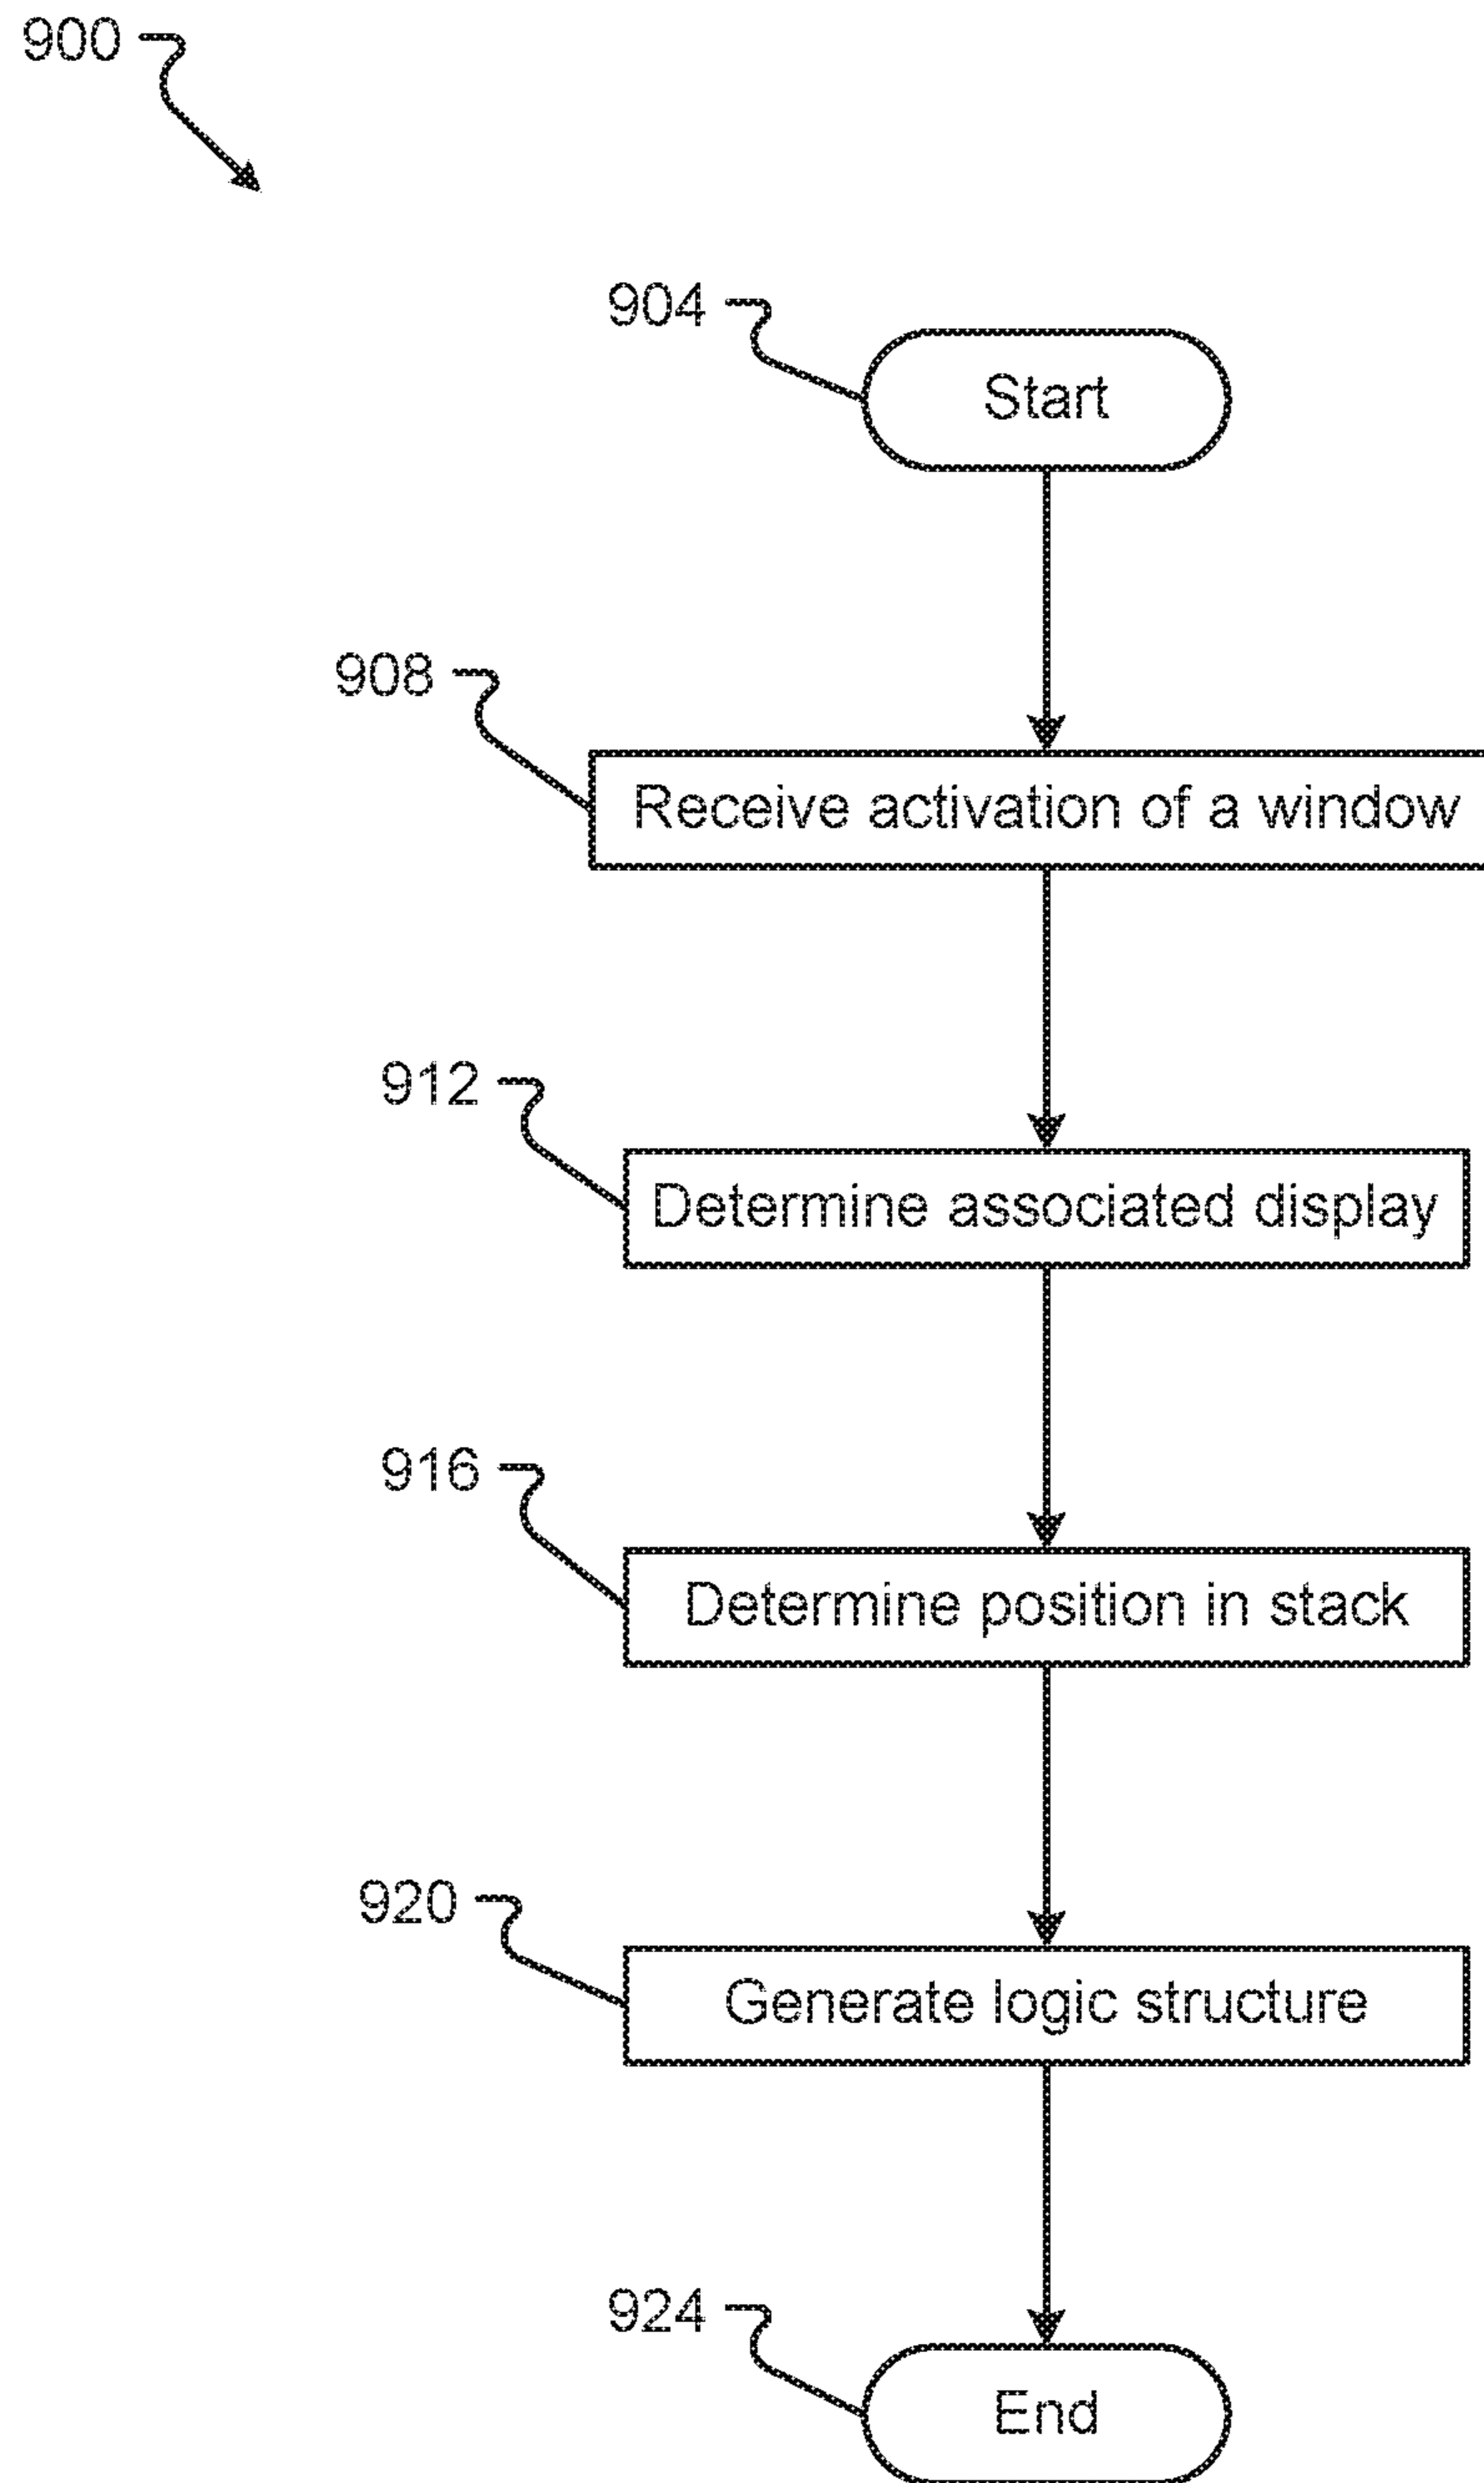 900
904
Start
908
Receive activation of a window
912
Determine associated display
916
Determine position in stack
920
Generate logic structure
924
End